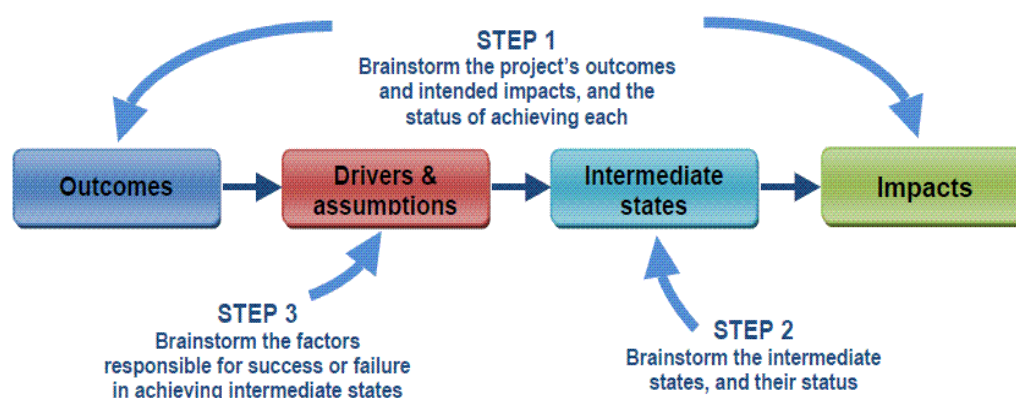 STEP 1
Brainstorm the project's outcomes
and intended impacts, and the
status of achieving each
Outcomes
Drivers &
assumptions
Intermediate
states
Impacts
STEP 3
Brainstorm the factors
responsible for success or failure
in achieving intermediate states
STEP 2
Brainstorm the intermediate
states, and their status